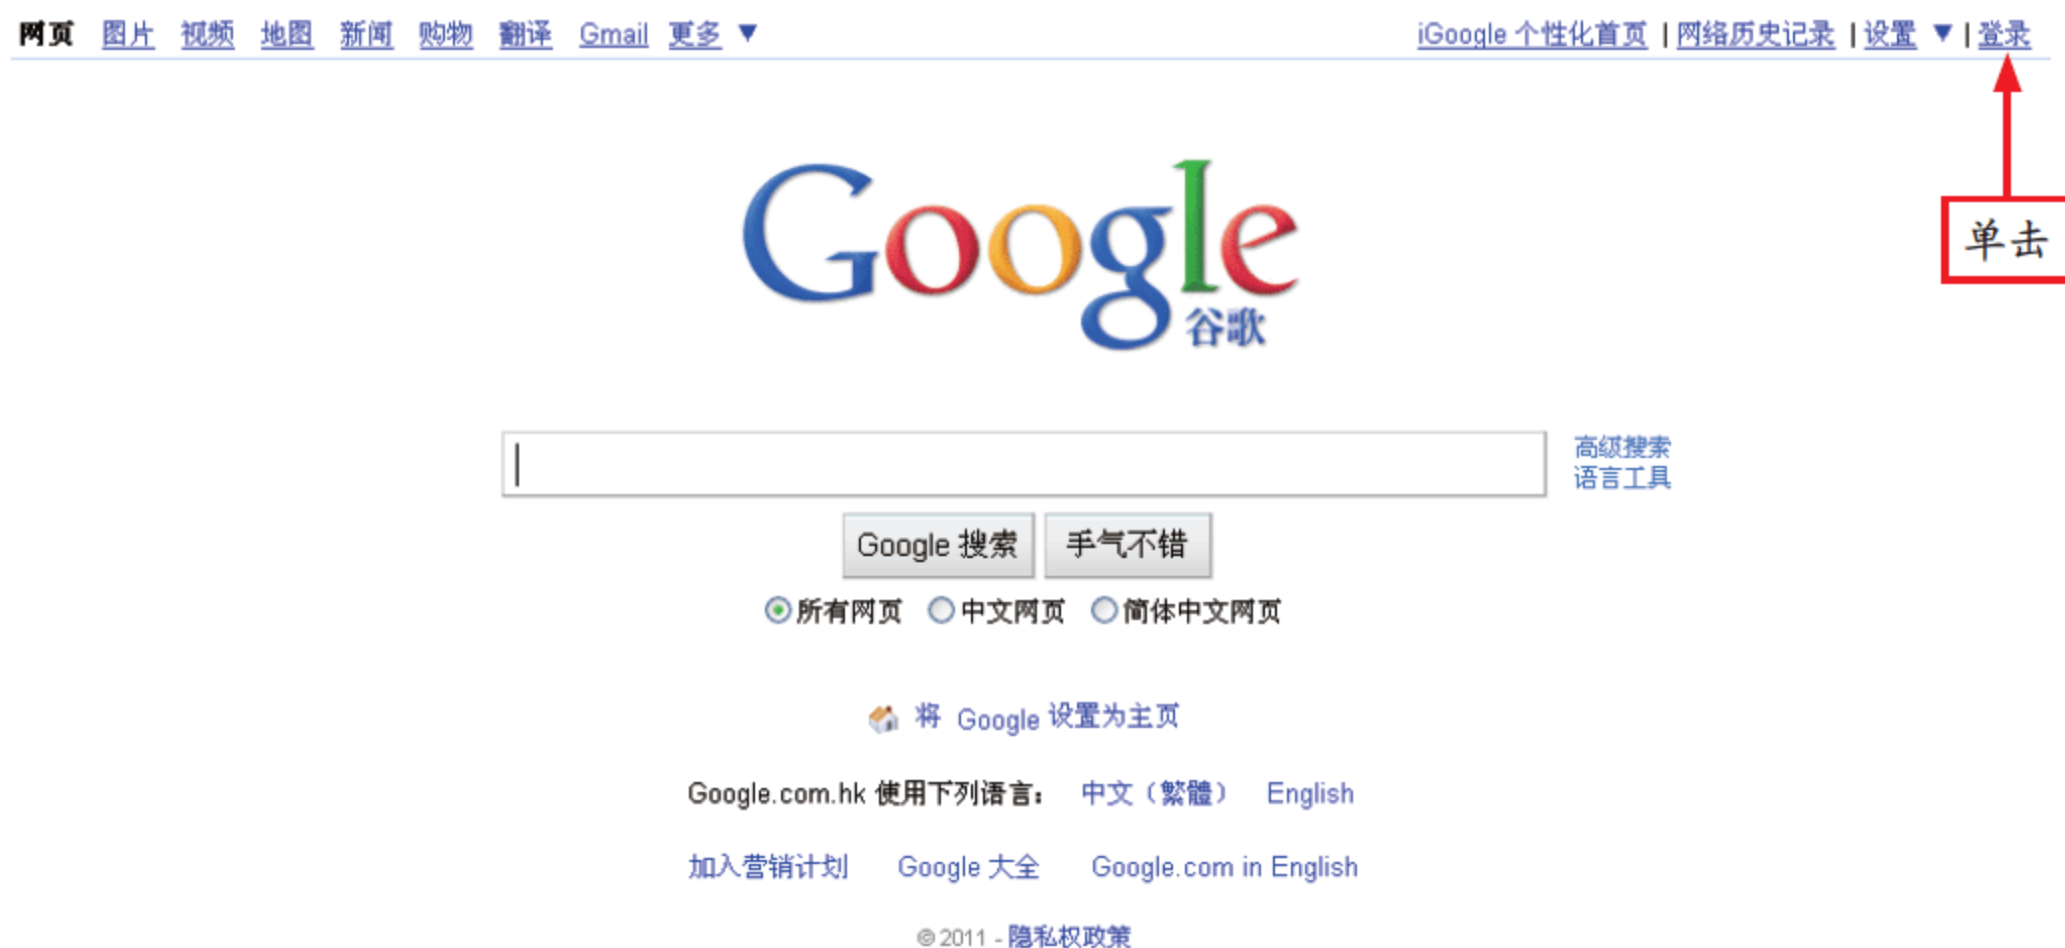 网页 图片 视频 地图 新闻 购物 翻译 Gmail 更多 ▼ iGoogle 个性化首页 | 网络历史记录 | 设置 ▼ | 登录
单击
Google
谷歌
高级搜索
语言工具
Google 搜索 手气不错
所有网页 中文网页 简体中文网页
将 Google 设置为主页
Google.com.hk 使用下列语言： 中文（繁體） English
加入营销计划 Google 大全 Google.com in English
© 2011 - 隐私权政策